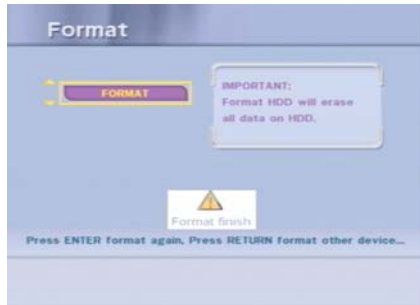 Format
FORMAT
IMPORTANT:
Format HDD will erase
all data on HDD.
Format finish
Press ENTER format again, Press RETURN format other device...